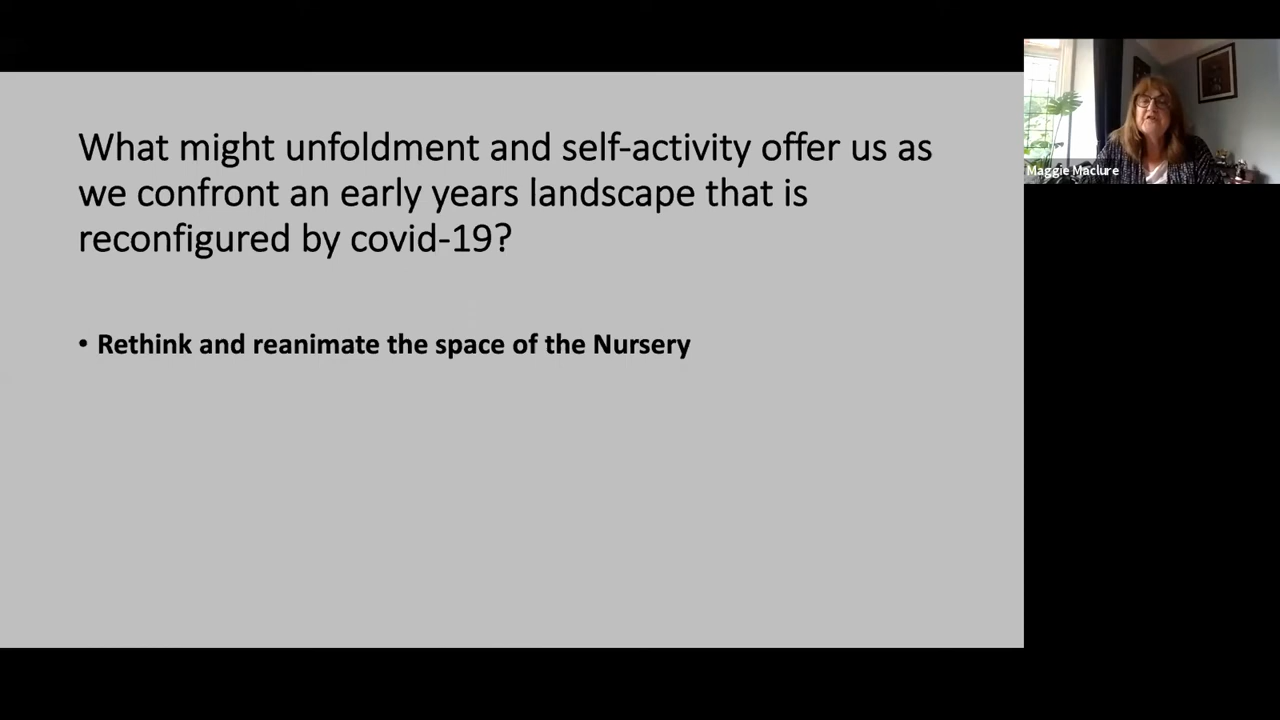 What might unfoldment and self-activity offer us as
we confront an early years landscape that is
reconfigured by covid-19?
• Rethink and reanimate the space of the Nursery
Maggie Maclure